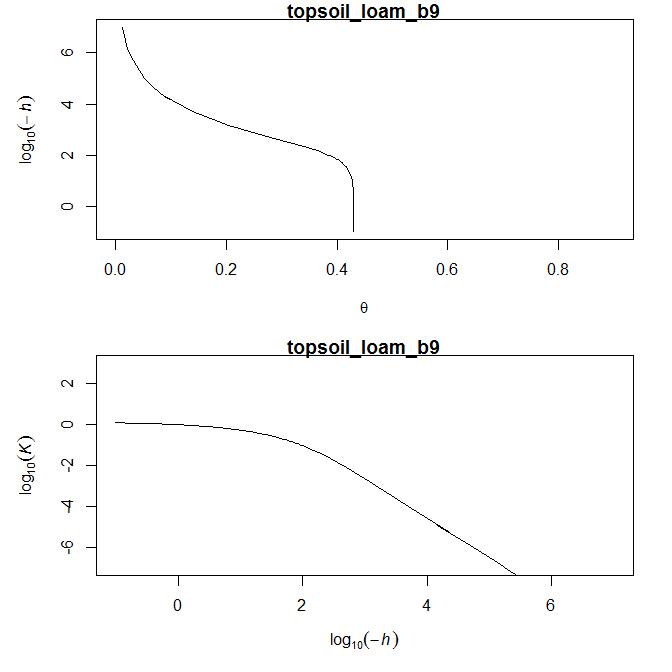 topsoil_loam_b9
log₁₀(−h)
6
4
2
0
0.0 0.2 0.4 0.6 0.8
θ
topsoil_loam_b9
log₁₀(K)
2
0
-2
-4
-6
0 2 4 6
log₁₀(−h)